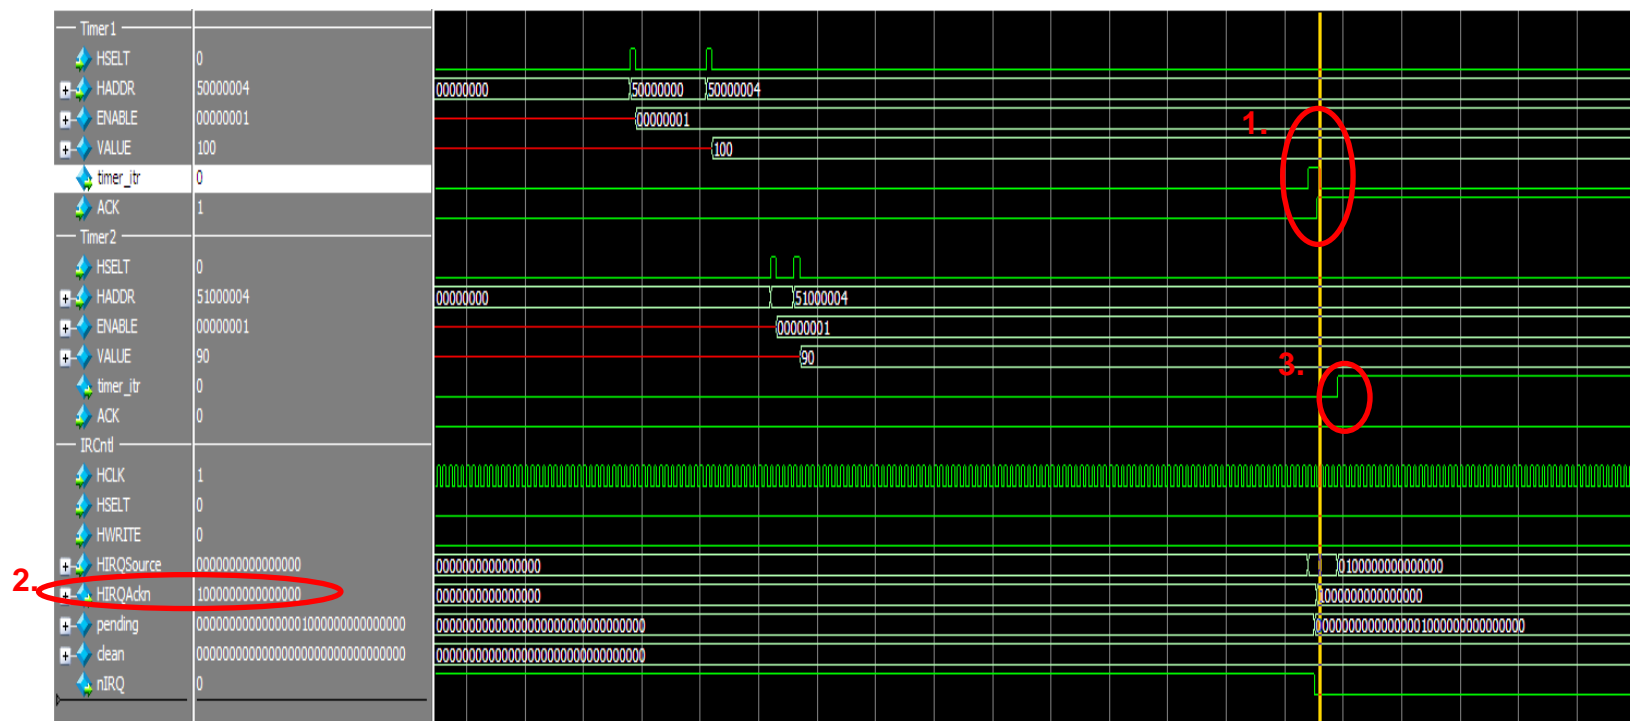 Timer1
HSELT 0
HADDR 50000004 00000000 50000000 50000004
ENABLE 00000001 00000001
1.
VALUE 100 100
timer_itr 0
ACK 1
Timer2
HSELT 0
HADDR 51000004 00000000 51000004
ENABLE 00000001 00000001
VALUE 90 90
3.
timer_itr 0
ACK 0
IRCntl
HCLK 1
HSELT 0
HWRITE 0
HIRQSource 0000000000000000 0000000000000000 0100000000000000
2.
HIRQAckn 1000000000000000 0000000000000000 1000000000000000
pending 00000000000000001000000000000000 00000000000000000000000000000000 00000000000000001000000000000000
clean 00000000000000000000000000000000 00000000000000000000000000000000
nIRQ 0